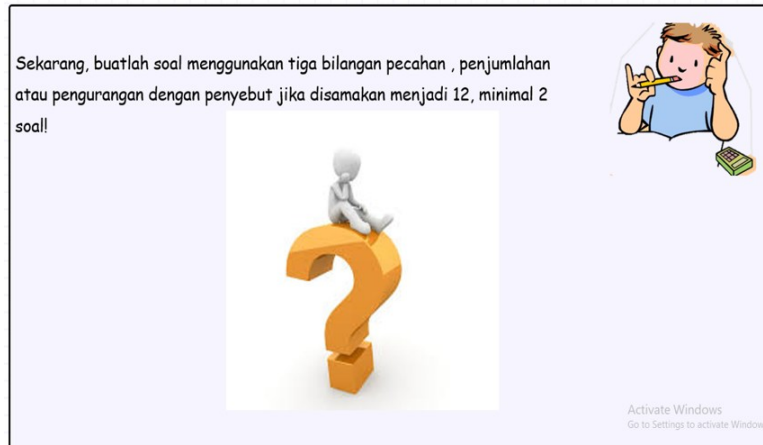 Sekarang, buatlah soal menggunakan tiga bilangan pecahan , penjumlahan
atau pengurangan dengan penyebut jika disamakan menjadi 12, minimal 2
soal!
Activate Windows
Go to Settings to activate Window